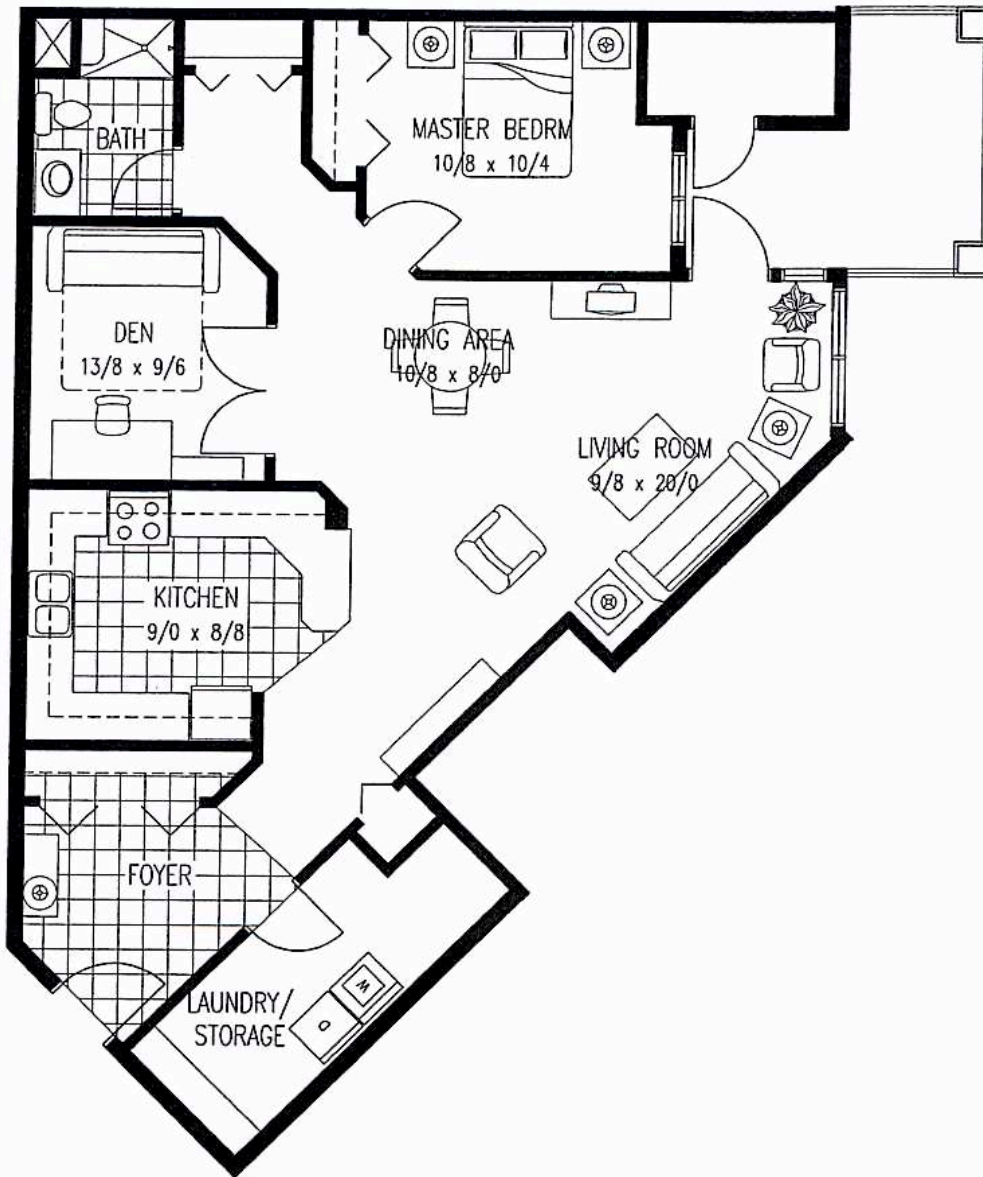 BATH
MASTER BEDRM
10/8 x 10/4
DEN
13/8 x 9/6
DINING AREA
10/8 x 8/0
LIVING ROOM
9/8 x 20/0
KITCHEN
9/0 x 8/8
FOYER
LAUNDRY/
STORAGE
W
D